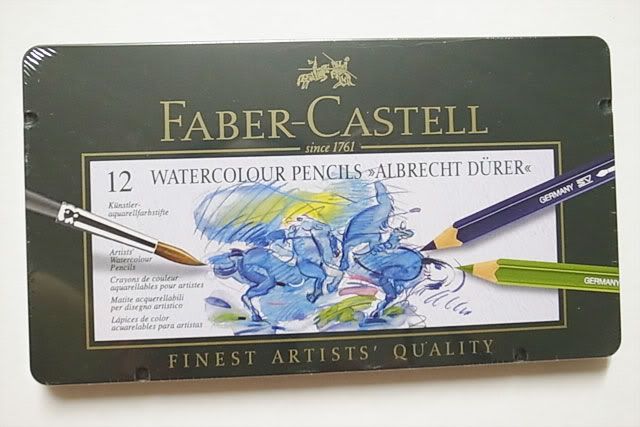 FABER-CASTELL
since 1761
12 WATERCOLOUR PENCILS »ALBRECHT DÜRER«
Künstler-
aquarellfarbstifte
Artists'
Watercolour
Pencils
Crayons de couleur
aquarellables pour artistes
Matite acquerellabili
per disegno artistico
Lápices de color
acuarelables para artistas
GERMANY
GERMANY
FINEST ARTISTS' QUALITY